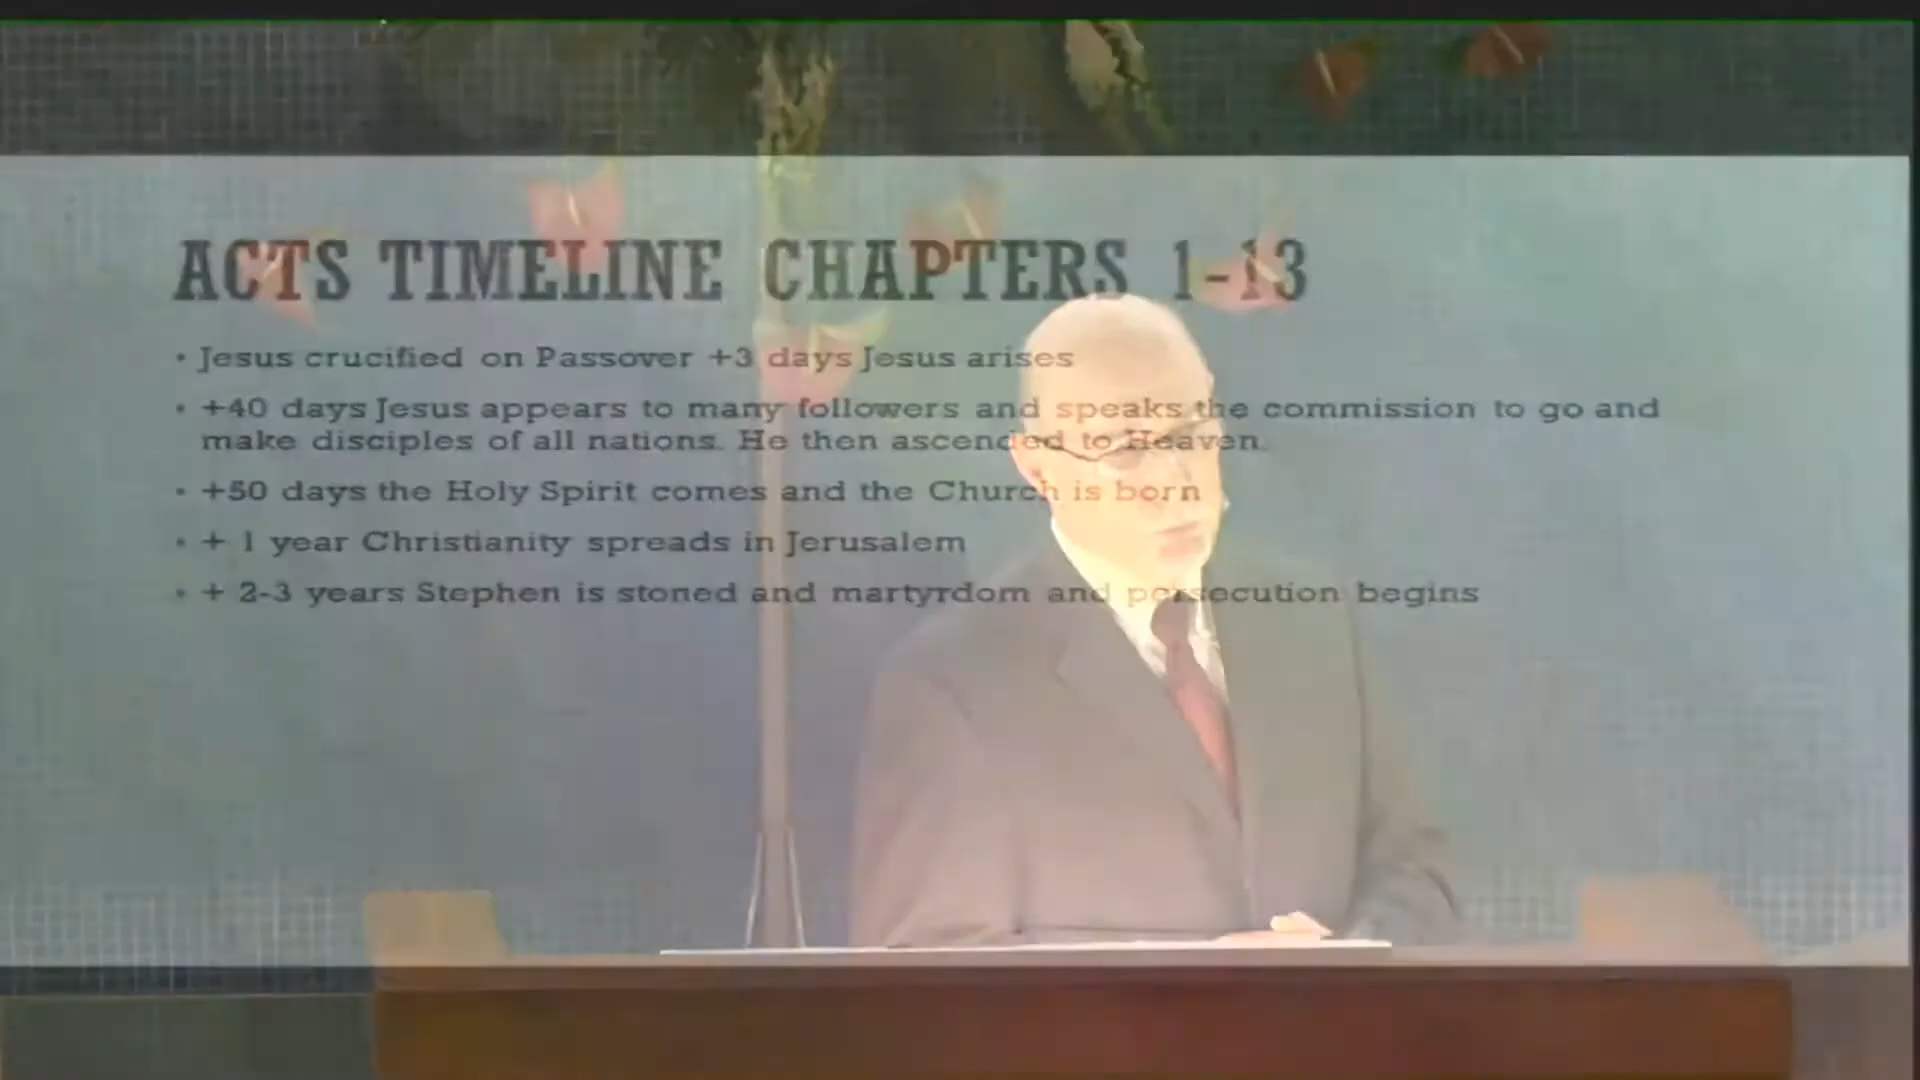 ACTS TIMELINE CHAPTERS 1-13
• Jesus crucified on Passover +3 days Jesus arises
• +40 days Jesus appears to many followers and speaks the commission to go and
make disciples of all nations. He then ascended to Heaven.
• +50 days the Holy Spirit comes and the Church is born
• + 1 year Christianity spreads in Jerusalem
• + 2-3 years Stephen is stoned and martyrdom and persecution begins